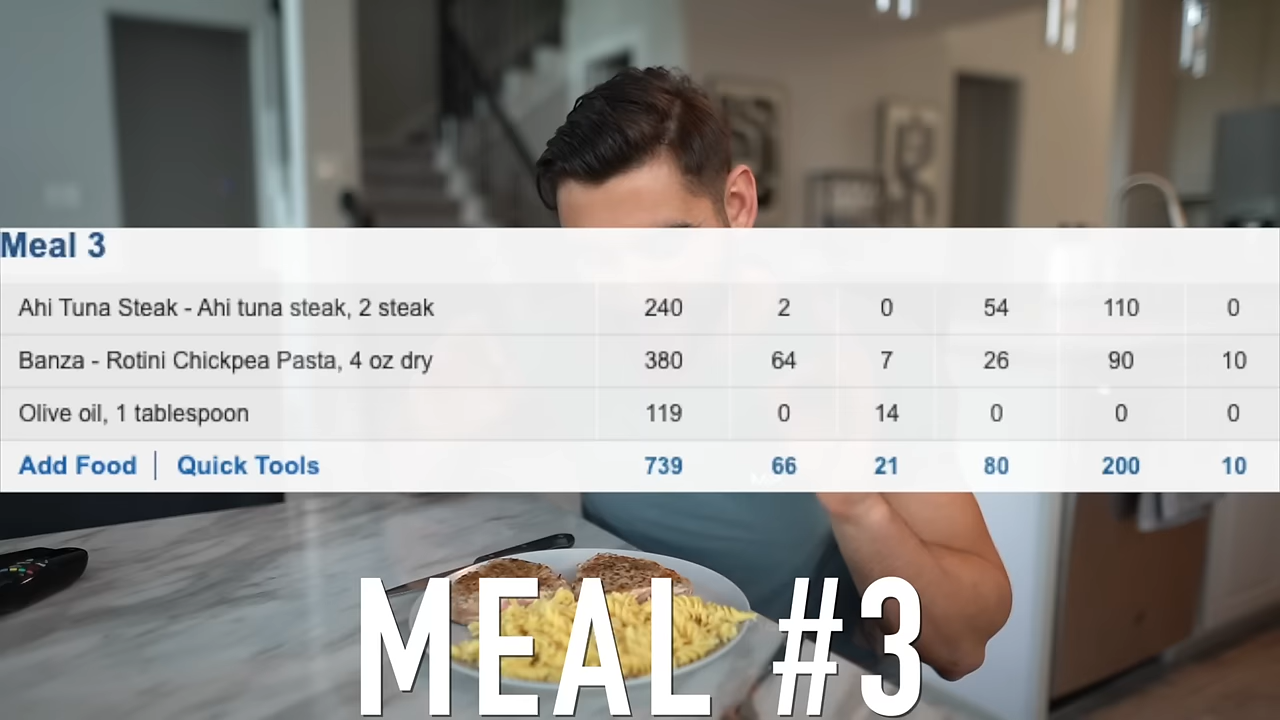 Meal 3
Ahi Tuna Steak - Ahi tuna steak, 2 steak 240 2 0 54 110 0
Banza - Rotini Chickpea Pasta, 4 oz dry 380 64 7 26 90 10
Olive oil, 1 tablespoon 119 0 14 0 0 0
Add Food | Quick Tools 739 66 21 80 200 10
MEAL #3